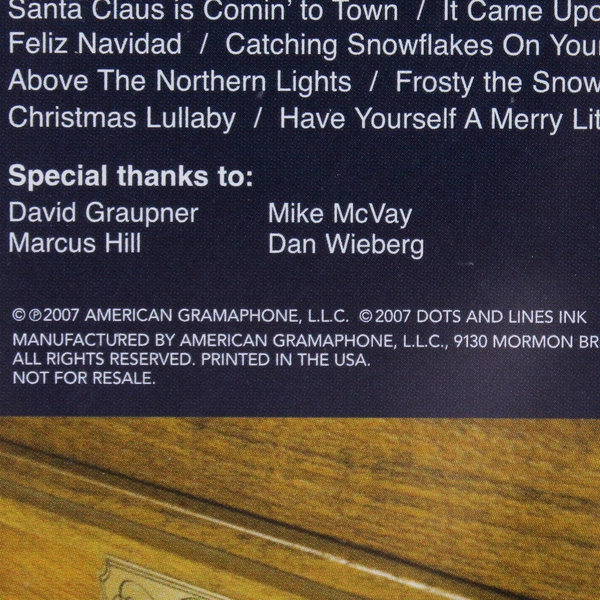 Santa Claus is Comin' to Town / It Came Upo
Feliz Navidad / Catching Snowflakes On You
Above The Northern Lights / Frosty the Snow
Christmas Lullaby / Have Yourself A Merry Lit
Special thanks to:
David Graupner Mike McVay
Marcus Hill Dan Wieberg
© ℗ 2007 AMERICAN GRAMAPHONE, L.L.C. © 2007 DOTS AND LINES INK
MANUFACTURED BY AMERICAN GRAMAPHONE, L.L.C., 9130 MORMON BR
ALL RIGHTS RESERVED. PRINTED IN THE USA.
NOT FOR RESALE.